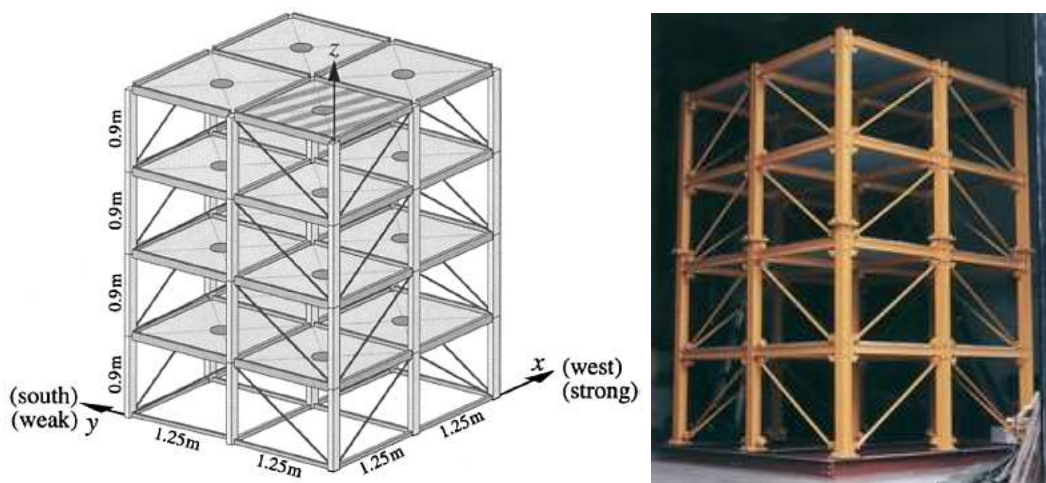 z
0.9m
0.9m
0.9m
0.9m
(south)
(weak)
y
1.25m
1.25m
1.25m
1.25m
x
(west)
(strong)